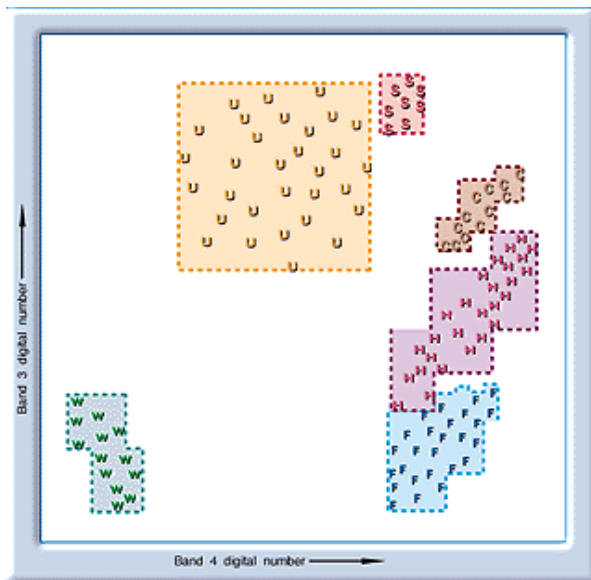 U U U
U U U U U
U U U
U U U U
U U U
U U U U U
U U
U U U
U U U
U
S S
S S S
S S
S S
C C
C C C
C C
C C C
C C C
H H
H H H
H H H
H H H
H H H
H H H
H H H
H H H
H H H
H H
H H
W
W W
W W
W
W W
W W
W
W
W
F F
F F F
F F F
F F F
F F F
F F F
F F
F F
F
Band 3 digital number
Band 4 digital number